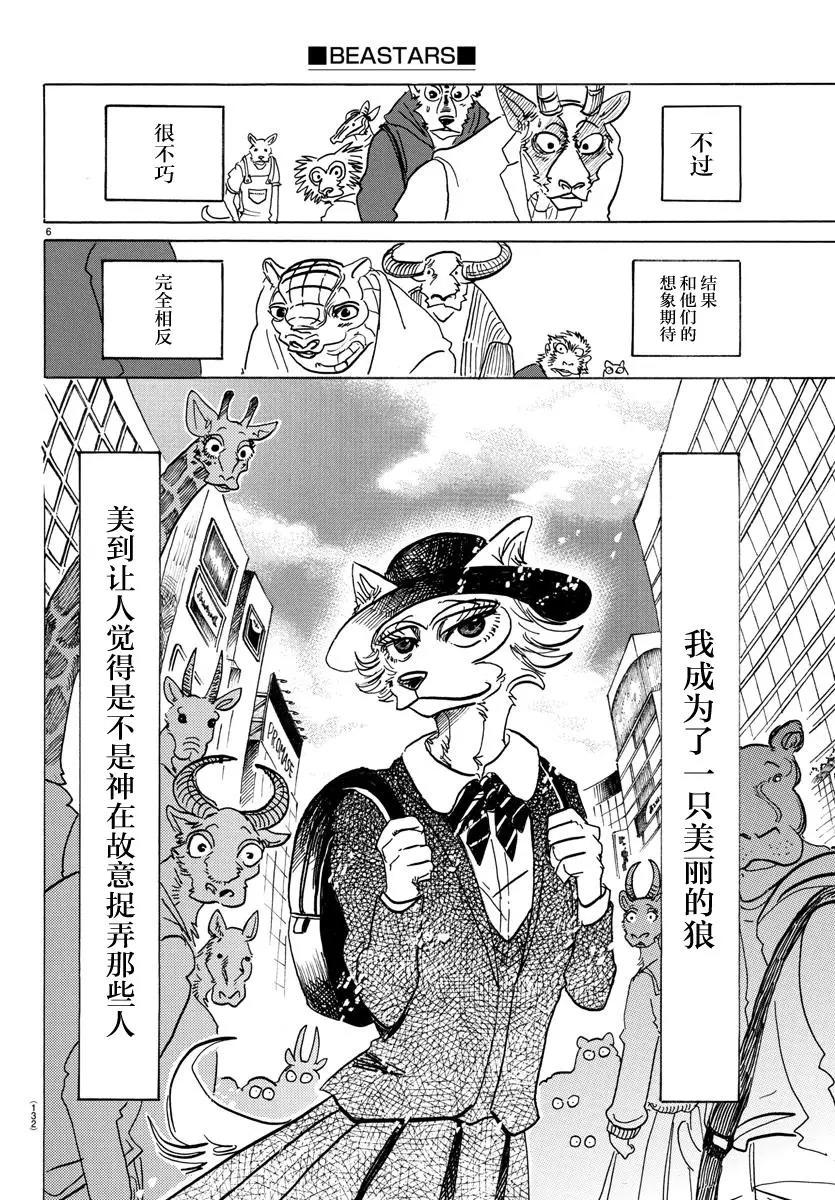 ■BEASTARS■
不过
很不巧
6
结果
和他们的
想象期待
完全相反
我成为了一只美丽的狼
美到让人觉得是不是神在故意捉弄那些人
PROMASE
(132)